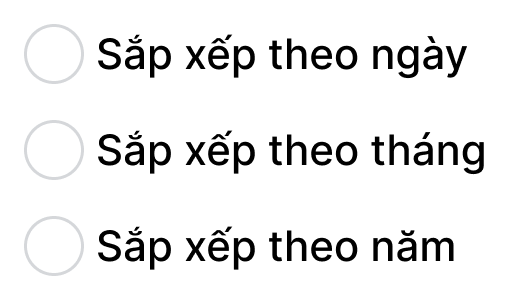 Sắp xếp theo ngày
Sắp xếp theo tháng
Sắp xếp theo năm